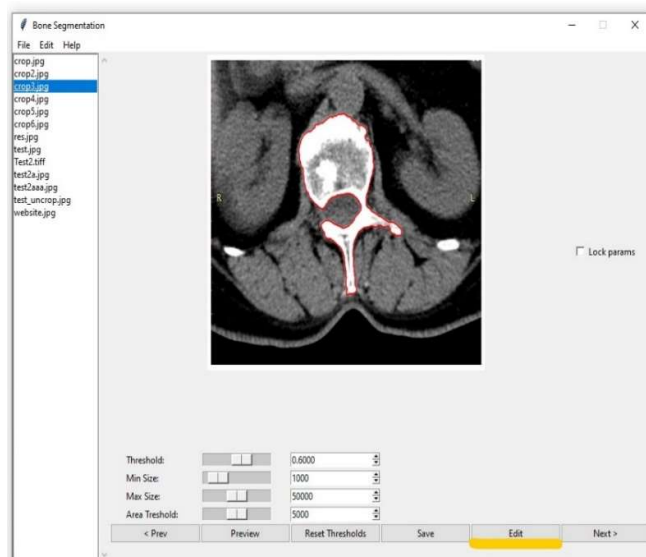 Bone Segmentation
File Edit Help
crop.jpg
crop2.jpg
crop3.jpg
crop4.jpg
crop5.jpg
crop6.jpg
res.jpg
test.jpg
Test2.tiff
test2a.jpg
test2aaa.jpg
test_uncrop.jpg
website.jpg
R L
Lock params
Threshold: 0.6000
Min Size: 1000
Max Size: 50000
Area Treshold: 5000
< Prev Preview Reset Thresholds Save Edit Next >